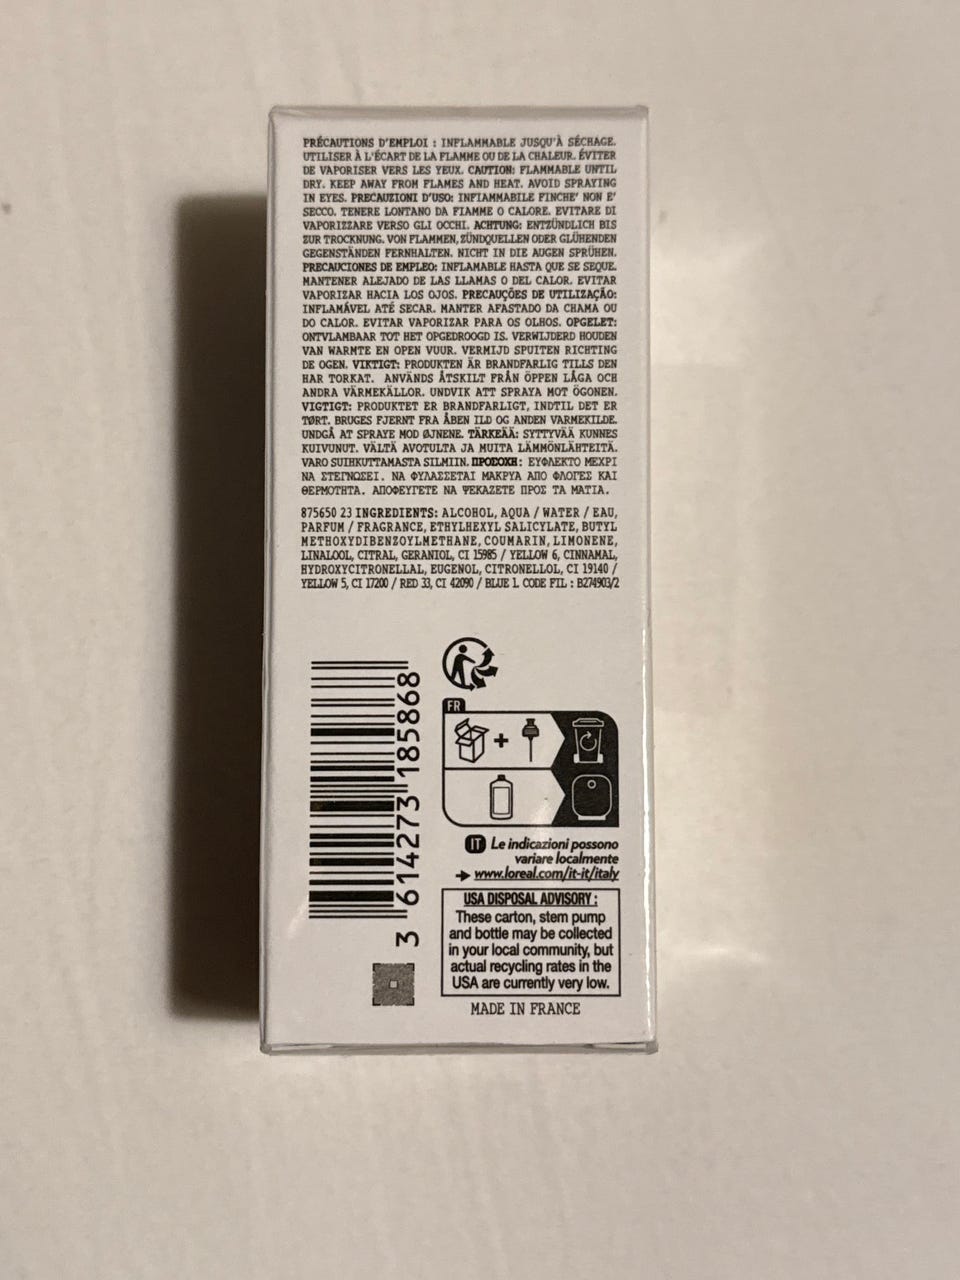 PRÉCAUTIONS D'EMPLOI : INFLAMMABLE JUSQU'À SÉCHAGE.
UTILISER À L'ÉCART DE LA FLAMME OU DE LA CHALEUR. ÉVITER
DE VAPORISER VERS LES YEUX. CAUTION: FLAMMABLE UNTIL
DRY. KEEP AWAY FROM FLAMES AND HEAT. AVOID SPRAYING
IN EYES. PRECAUZIONI D'USO: INFIAMMABILE FINCHE' NON E'
SECCO. TENERE LONTANO DA FIAMME O CALORE. EVITARE DI
VAPORIZZARE VERSO GLI OCCHI. ACHTUNG: ENTZÜNDLICH BIS
ZUR TROCKNUNG. VON FLAMMEN, ZÜNDQUELLEN ODER GLÜHENDEN
GEGENSTÄNDEN FERNHALTEN. NICHT IN DIE AUGEN SPRÜHEN.
PRECAUCIONES DE EMPLEO: INFLAMABLE HASTA QUE SE SEQUE.
MANTENER ALEJADO DE LAS LLAMAS O DEL CALOR. EVITAR
VAPORIZAR HACIA LOS OJOS. PRECAUÇÕES DE UTILIZAÇÃO:
INFLAMÁVEL ATÉ SECAR. MANTER AFASTADO DA CHAMA OU
DO CALOR. EVITAR VAPORIZAR PARA OS OLHOS. OPGELET:
ONTVLAMBAAR TOT HET OPGEDROOGD IS. VERWIJDERD HOUDEN
VAN WARMTE EN OPEN VUUR. VERMIJD SPUITEN RICHTING
DE OGEN. VIKTIGT: PRODUKTEN ÄR BRANDFARLIG TILLS DEN
HAR TORKAT. ANVÄNDS ÅTSKILT FRÅN ÖPPEN LÅGA OCH
ANDRA VÄRMEKÄLLOR. UNDVIK ATT SPRAYA MOT ÖGONEN.
VIGTIGT: PRODUKTET ER BRANDFARLIGT, INDTIL DET ER
TØRT. BRUGES FJERNT FRA ÅBEN ILD OG ANDEN VARMEKILDE.
UNDGÅ AT SPRAYE MOD ØJNENE. TÄRKEÄÄ: SYTTYVÄÄ KUNNES
KUIVUNUT. VÄLTÄ AVOTULTA JA MUITA LÄMMÖNLÄHTEITÄ.
VARO SUIHKUTTAMASTA SILMIIN. ΠΡΟΣΟΧΗ: ΕΥΦΛΕΚΤΟ ΜΕΧΡΙ
ΝΑ ΣΤΕΓΝΩΣΕΙ. ΝΑ ΦΥΛΑΣΣΕΤΑΙ ΜΑΚΡΥΑ ΑΠΟ ΦΛΟΓΕΣ ΚΑΙ
ΘΕΡΜΟΤΗΤΑ. ΑΠΟΦΕΥΓΕΤΕ ΝΑ ΨΕΚΑΖΕΤΕ ΠΡΟΣ ΤΑ ΜΑΤΙΑ.
875650 23 INGREDIENTS: ALCOHOL, AQUA / WATER / EAU,
PARFUM / FRAGRANCE, ETHYLHEXYL SALICYLATE, BUTYL
METHOXYDIBENZOYLMETHANE, COUMARIN, LIMONENE,
LINALOOL, CITRAL, GERANIOL, CI 15985 / YELLOW 6, CINNAMAL,
HYDROXYCITRONELLAL, EUGENOL, CITRONELLOL, CI 19140 /
YELLOW 5, CI 17200 / RED 33, CI 42090 / BLUE 1. CODE FIL : B274903/2
3 614273 185868
FR
IT Le indicazioni possono
variare localmente
www.loreal.com/it-it/italy
USA DISPOSAL ADVISORY :
These carton, stem pump
and bottle may be collected
in your local community, but
actual recycling rates in the
USA are currently very low.
MADE IN FRANCE